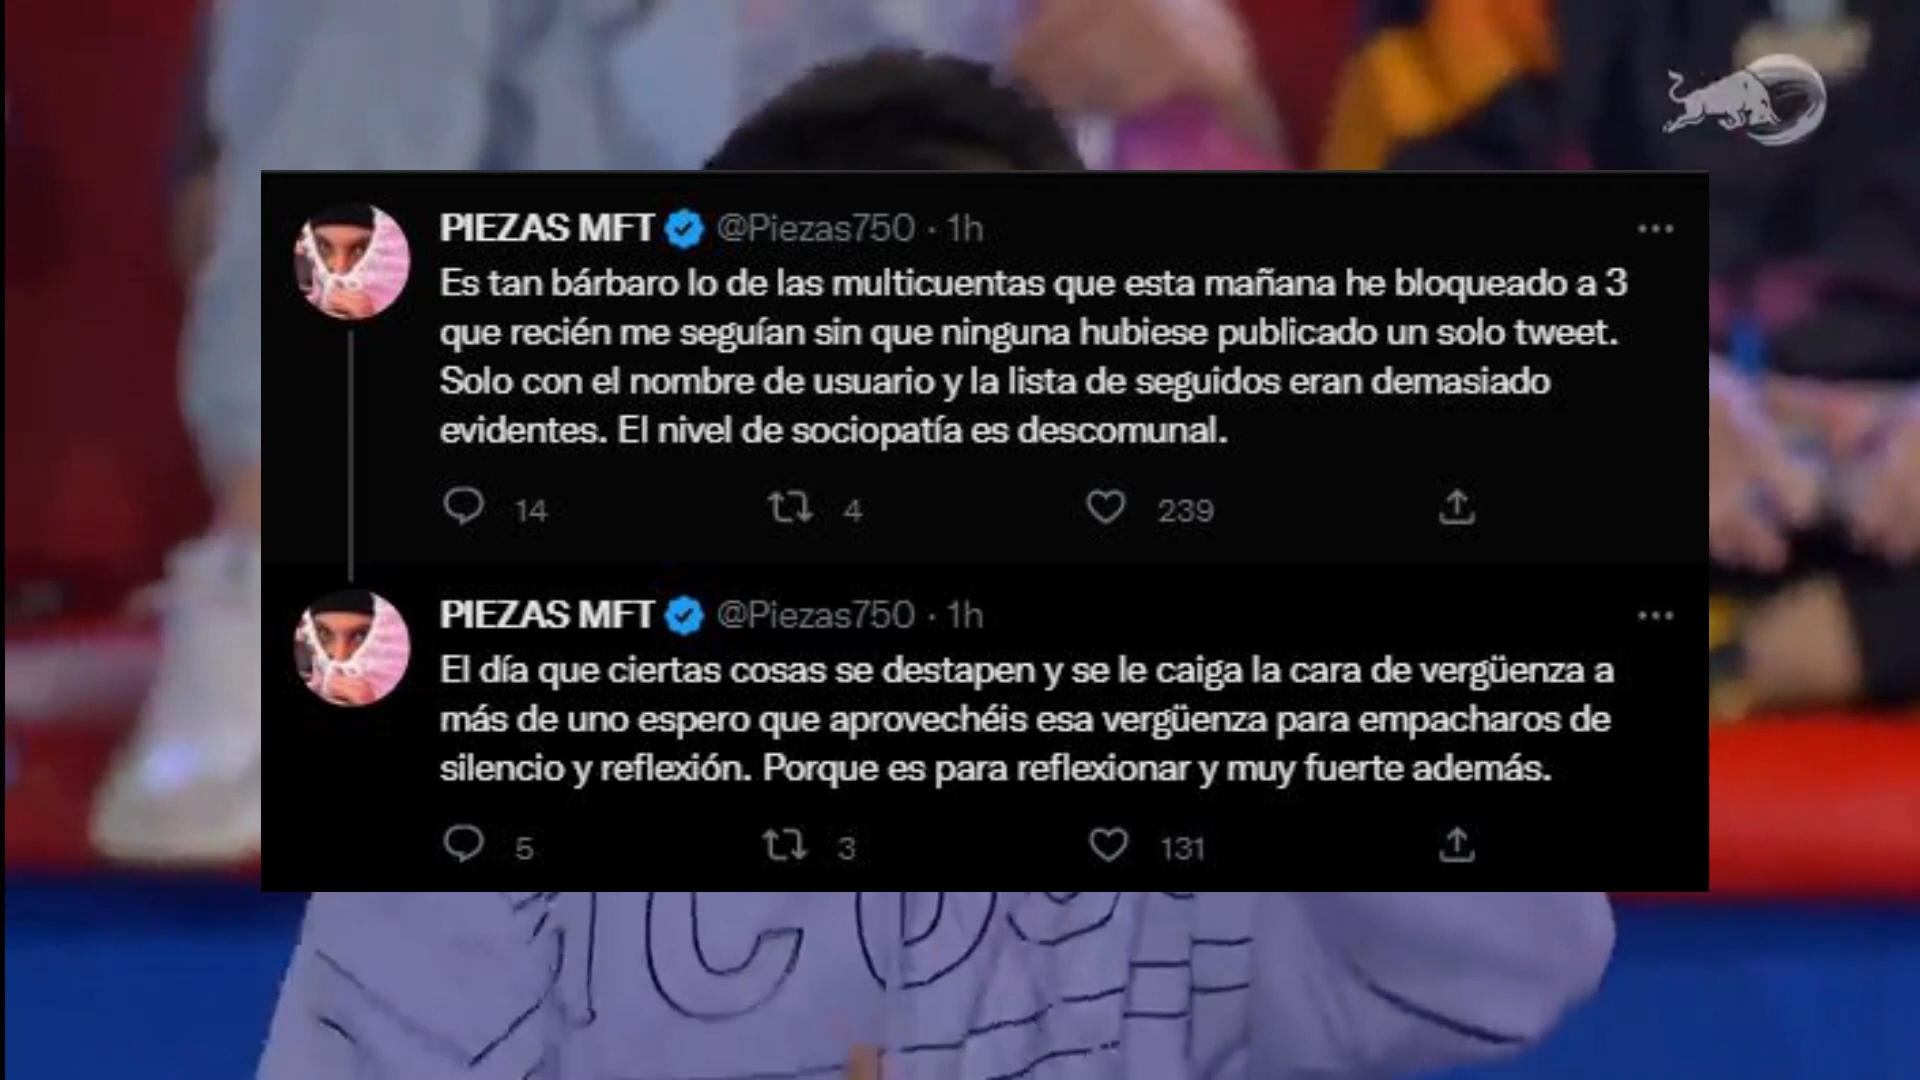 PIEZAS MFT @Piezas750 · 1h
Es tan bárbaro lo de las multicuentas que esta mañana he bloqueado a 3
que recién me seguían sin que ninguna hubiese publicado un solo tweet.
Solo con el nombre de usuario y la lista de seguidos eran demasiado
evidentes. El nivel de sociopatía es descomunal.
14 4 239
PIEZAS MFT @Piezas750 · 1h
El día que ciertas cosas se destapen y se le caiga la cara de vergüenza a
más de uno espero que aprovechéis esa vergüenza para empacharos de
silencio y reflexión. Porque es para reflexionar y muy fuerte además.
5 3 131